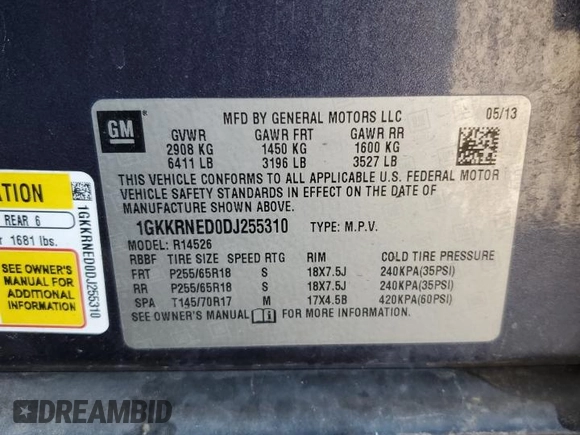 GM
MFD BY GENERAL MOTORS LLC 05/13
GVWR GAWR FRT GAWR RR
2908 KG 1450 KG 1600 KG
6411 LB 3196 LB 3527 LB
THIS VEHICLE CONFORMS TO ALL APPLICABLE U.S. FEDERAL MOTOR
VEHICLE SAFETY STANDARDS IN EFFECT ON THE DATE OF
MANUFACTURE SHOWN ABOVE.
1GKKRNED0DJ255310 TYPE: M.P.V.
MODEL: R14526
RBBF TIRE SIZE SPEED RTG RIM COLD TIRE PRESSURE
FRT P255/65R18 S 18X7.5J 240KPA(35PSI)
RR P255/65R18 S 18X7.5J 240KPA(35PSI)
SPA T145/70R17 M 17X4.5B 420KPA(60PSI)
SEE OWNER'S MANUAL FOR MORE INFORMATION.
ATION
REAR 6
r 1681 lbs.
SEE OWNER'S
MANUAL FOR
ADDITIONAL
INFORMATION
1GKKRNED0DJ255310
DREAMBID